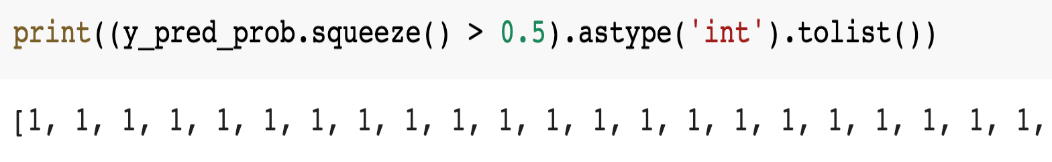 print((y_pred_prob.squeeze() > 0.5).astype('int').tolist())
[1, 1, 1, 1, 1, 1, 1, 1, 1, 1, 1, 1, 1, 1, 1, 1, 1, 1, 1, 1, 1, 1,